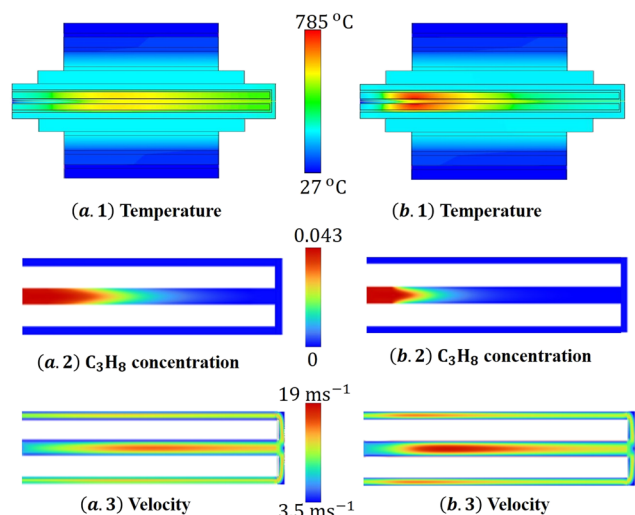 785 °C
27 °C
(a.1) Temperature
(b.1) Temperature
0.043
0
(a.2) C₃H₈ concentration
(b.2) C₃H₈ concentration
19 ms⁻¹
3.5 ms⁻¹
(a.3) Velocity
(b.3) Velocity